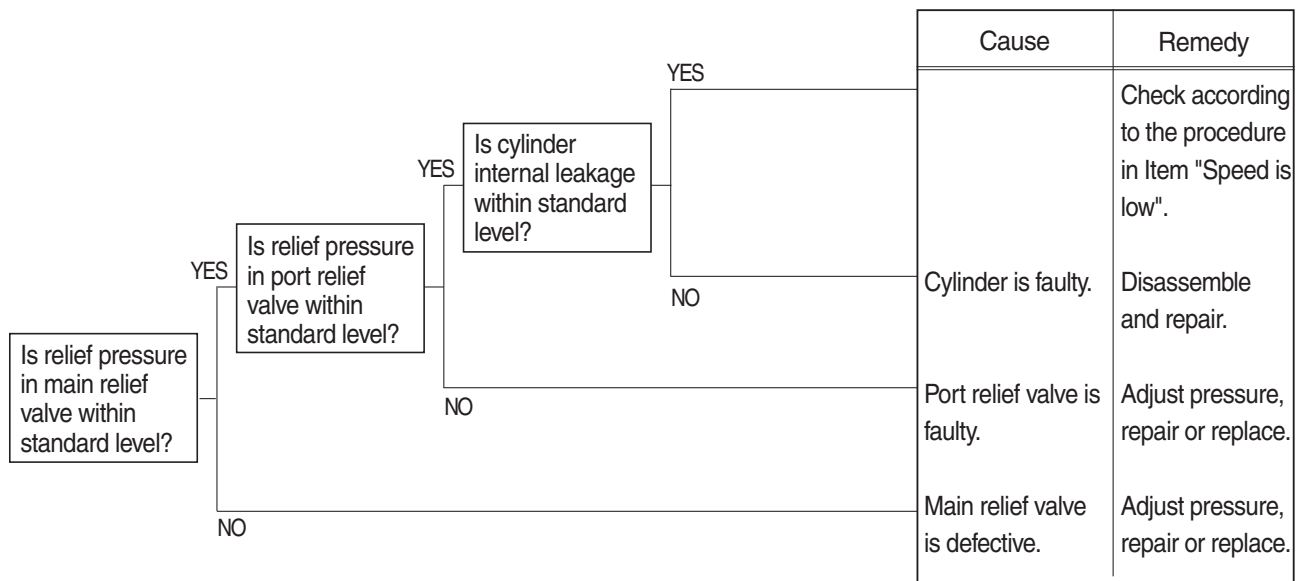 Cause
Remedy
YES
Check according
to the procedure
in Item "Speed is
low".
Is cylinder
internal leakage
within standard
level?
YES
Is relief pressure
in port relief
valve within
standard level?
YES
NO
Cylinder is faulty.
Disassemble
and repair.
Is relief pressure
in main relief
valve within
standard level?
NO
Port relief valve is
faulty.
Adjust pressure,
repair or replace.
NO
Main relief valve
is defective.
Adjust pressure,
repair or replace.